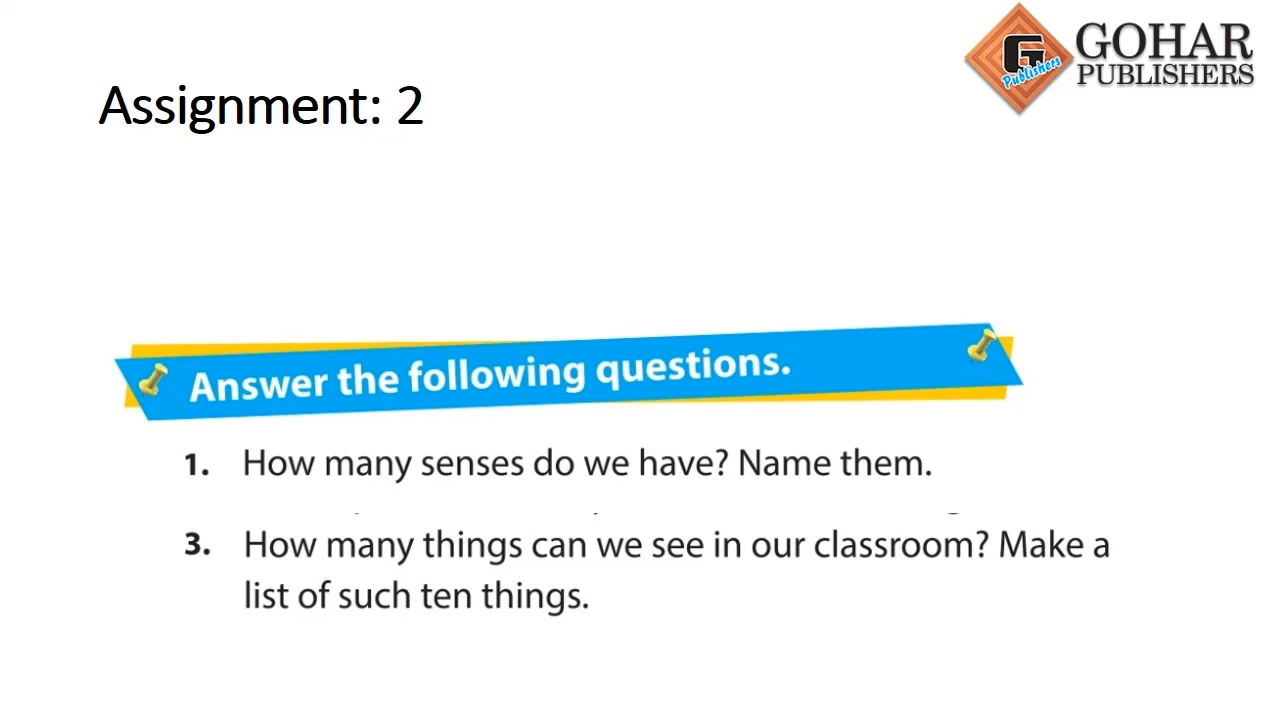 GOHAR
PUBLISHERS
G
Publishers
Assignment: 2
Answer the following questions.
1. How many senses do we have? Name them.
3. How many things can we see in our classroom? Make a
list of such ten things.